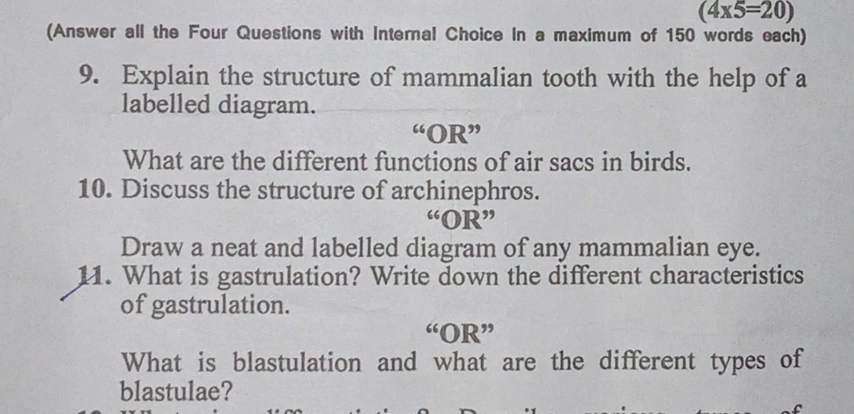 (4x5=20)
(Answer all the Four Questions with Internal Choice in a maximum of 150 words each)
9. Explain the structure of mammalian tooth with the help of a
labelled diagram.
“OR”
What are the different functions of air sacs in birds.
10. Discuss the structure of archinephros.
“OR”
Draw a neat and labelled diagram of any mammalian eye.
11. What is gastrulation? Write down the different characteristics
of gastrulation.
“OR”
What is blastulation and what are the different types of
blastulae?